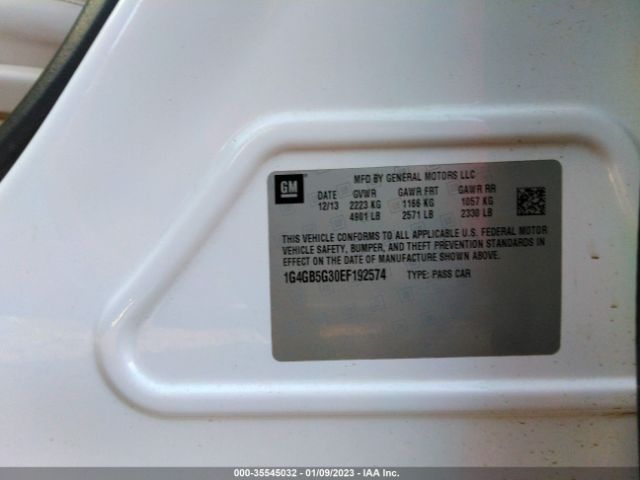 GM
MFD BY GENERAL MOTORS LLC
DATE GVWR GAWR FRT GAWR RR
12/13 2223 KG 1166 KG 1057 KG
4901 LB 2571 LB 2330 LB
THIS VEHICLE CONFORMS TO ALL APPLICABLE U.S. FEDERAL MOTOR
VEHICLE SAFETY, BUMPER, AND THEFT PREVENTION STANDARDS IN
EFFECT ON THE DATE OF MANUFACTURE SHOWN ABOVE.
1G4GB5G30EF192574 TYPE: PASS CAR
000-35545032 - 01/09/2023 - IAA Inc.